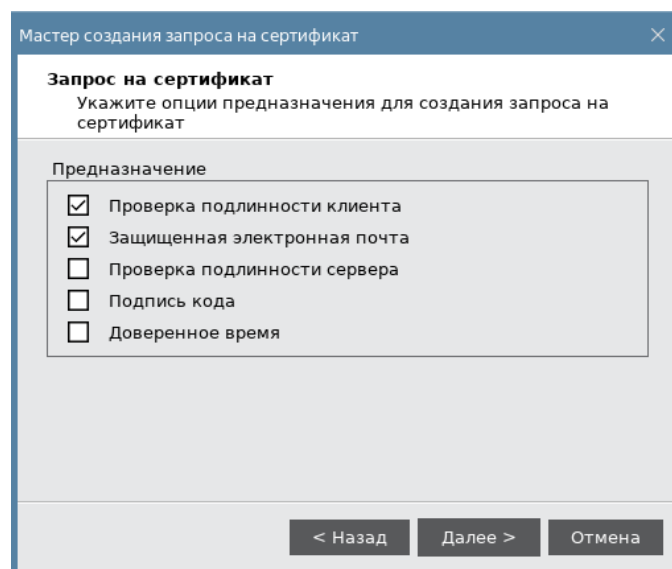 Мастер создания запроса на сертификат
Запрос на сертификат
Укажите опции предназначения для создания запроса на
сертификат
Предназначение
Проверка подлинности клиента
Защищенная электронная почта
Проверка подлинности сервера
Подпись кода
Доверенное время
< Назад
Далее >
Отмена